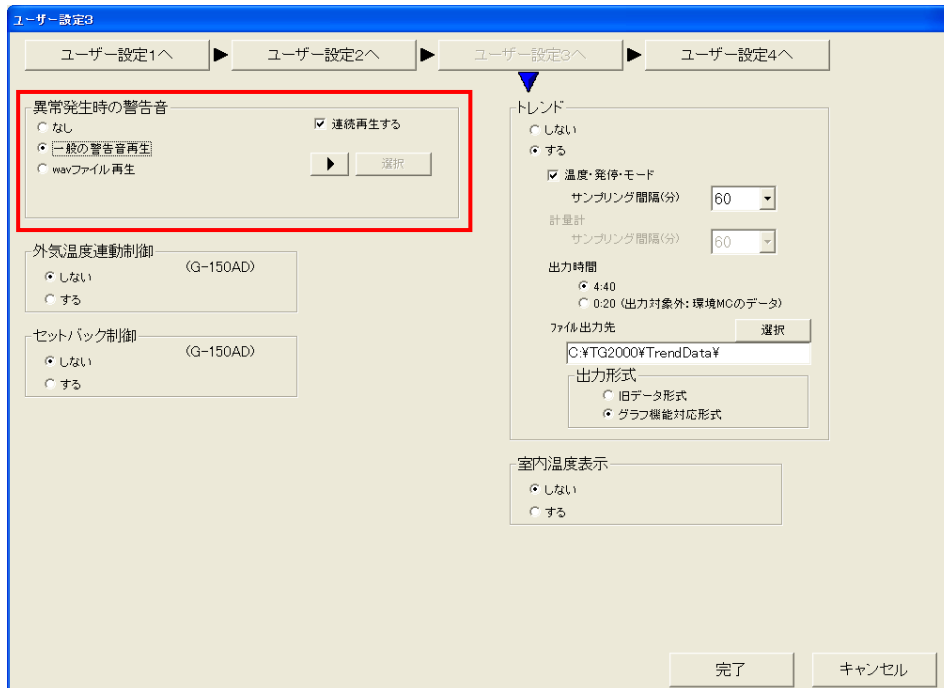 ユーザー設定3
ユーザー設定1へ
ユーザー設定2へ
ユーザー設定3へ
ユーザー設定4へ
異常発生時の警告音
なし
一般の警告音再生
wavファイル再生
連続再生する
選択
外気温度連動制御
(G-150AD)
しない
する
セットバック制御
(G-150AD)
しない
する
トレンド
しない
する
温度・発停・モード
サンプリング間隔(分)
60
計量計
サンプリング間隔(分)
60
出力時間
4:40
0:20 (出力対象外: 環境MCのデータ)
ファイル出力先
選択
C:¥TG2000¥TrendData¥
出力形式
旧データ形式
グラフ機能対応形式
室内温度表示
しない
する
完了
キャンセル